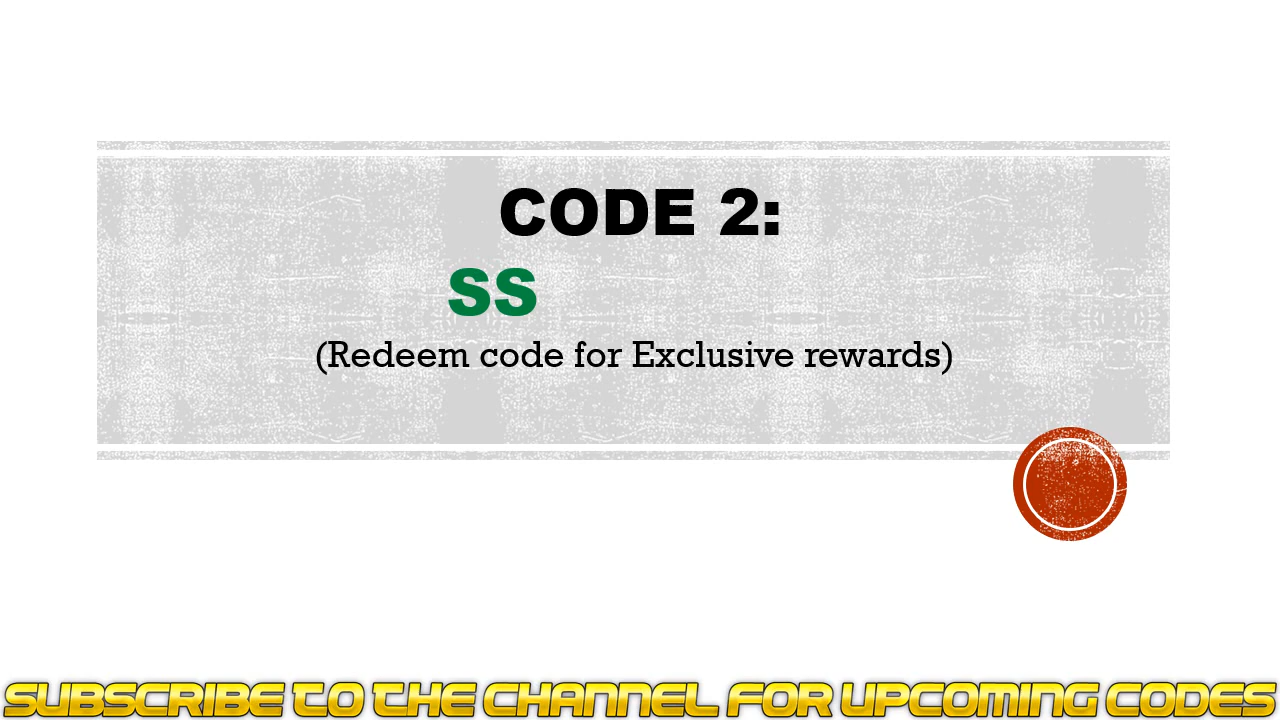 CODE 2:
SS
(Redeem code for Exclusive rewards)
SUBSCRIBE TO THE CHANNEL FOR UPCOMING CODES